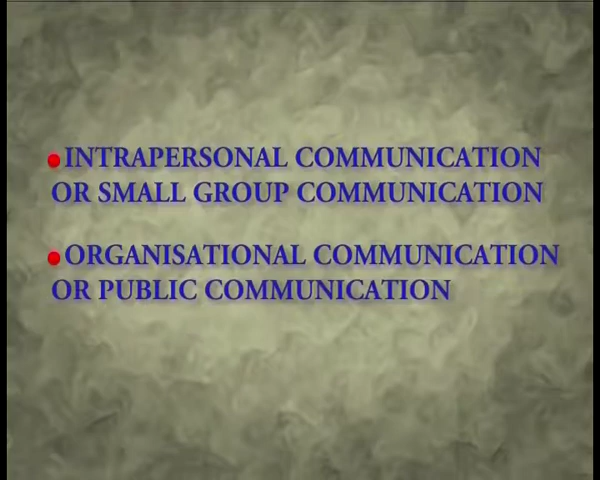 INTRAPERSONAL COMMUNICATION
OR SMALL GROUP COMMUNICATION
ORGANISATIONAL COMMUNICATION
OR PUBLIC COMMUNICATION